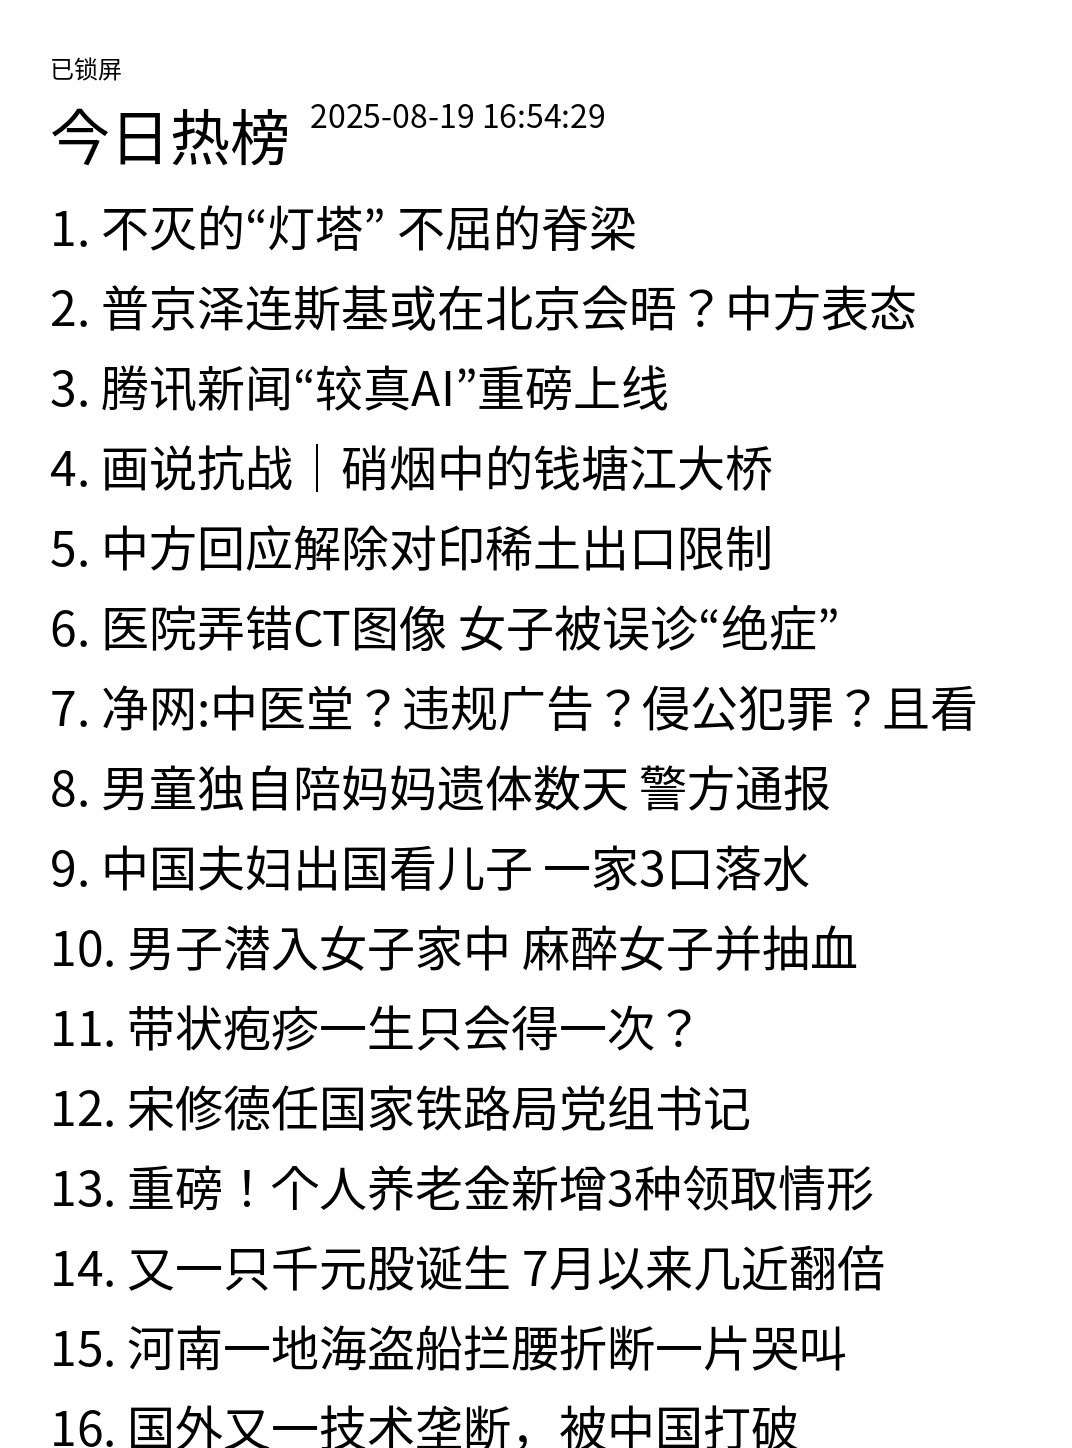 已锁屏
今日热榜 2025-08-19 16:54:29
1. 不灭的“灯塔” 不屈的脊梁
2. 普京泽连斯基或在北京会晤？中方表态
3. 腾讯新闻“较真AI”重磅上线
4. 画说抗战｜硝烟中的钱塘江大桥
5. 中方回应解除对印稀土出口限制
6. 医院弄错CT图像 女子被误诊“绝症”
7. 净网:中医堂？违规广告？侵公犯罪？且看
8. 男童独自陪妈妈遗体数天 警方通报
9. 中国夫妇出国看儿子 一家3口落水
10. 男子潜入女子家中 麻醉女子并抽血
11. 带状疱疹一生只会得一次？
12. 宋修德任国家铁路局党组书记
13. 重磅！个人养老金新增3种领取情形
14. 又一只千元股诞生 7月以来几近翻倍
15. 河南一地海盗船拦腰折断一片哭叫
16. 国外又一技术垄断，被中国打破